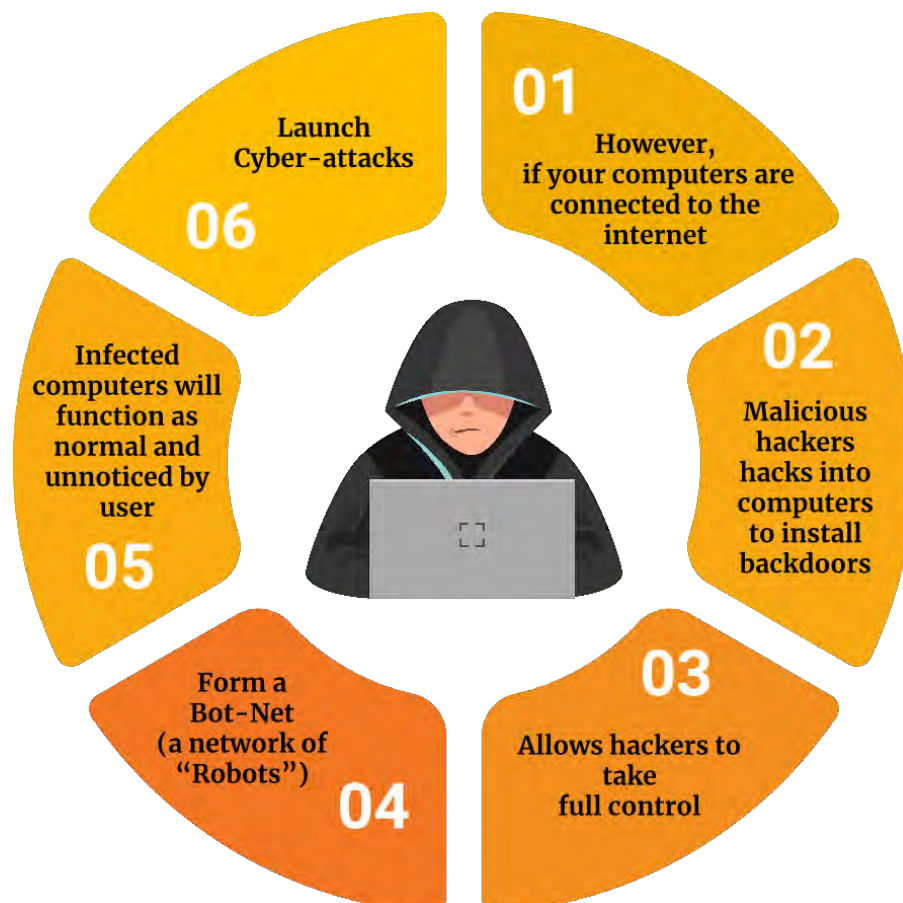 01
However,
if your computers are
connected to the
internet
02
Malicious
hackers
hacks into
computers
to install
backdoors
03
Allows hackers to
take
full control
Form a
Bot-Net
(a network of
“Robots”)
04
Infected
computers will
function as
normal and
unnoticed by
user
05
Launch
Cyber-attacks
06